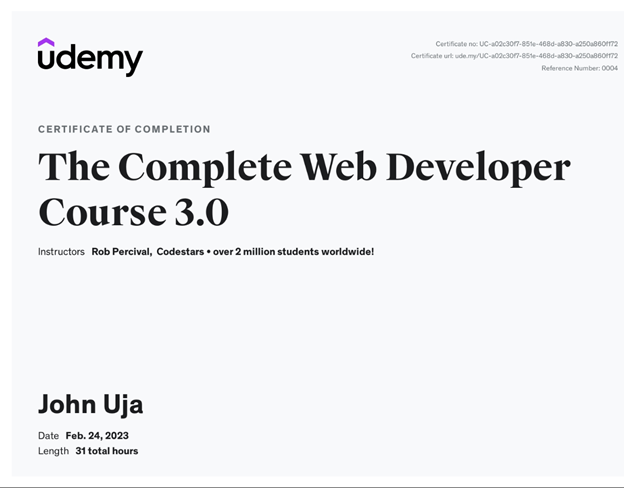 udemy
Certificate no: UC-a02c30f7-851e-468d-a830-a250a860ff72
Certificate url: ude.my/UC-a02c30f7-851e-468d-a830-a250a860ff72
Reference Number: 0004
CERTIFICATE OF COMPLETION
The Complete Web Developer
Course 3.0
Instructors Rob Percival, Codestars • over 2 million students worldwide!
John Uja
Date Feb. 24, 2023
Length 31 total hours